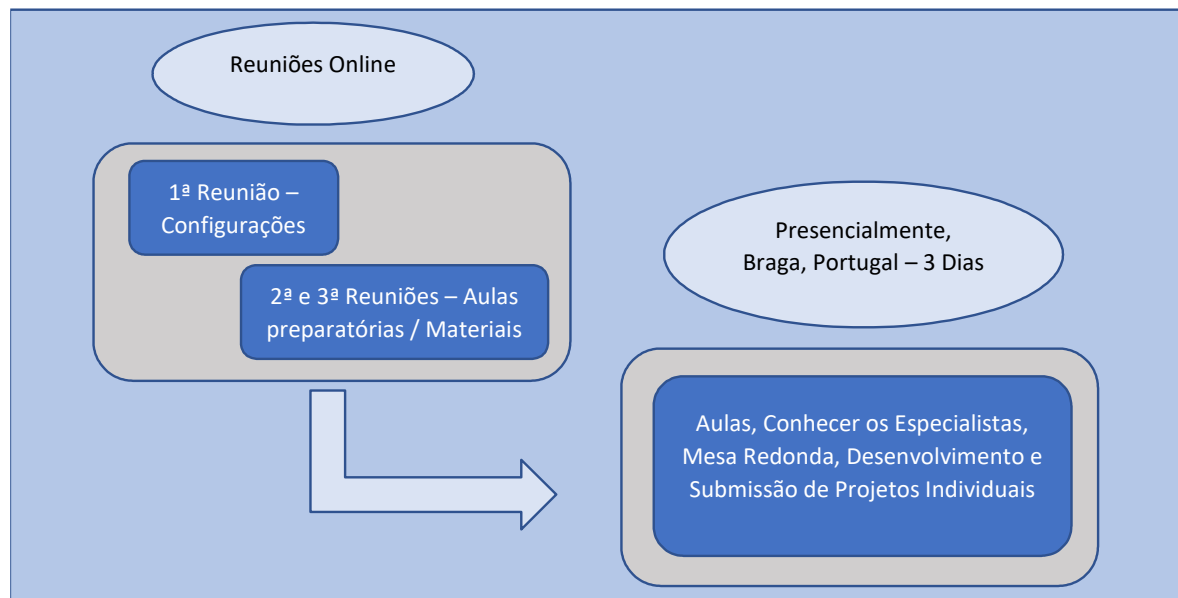 Reuniões Online
1ª Reunião –
Configurações
2ª e 3ª Reuniões – Aulas
preparatórias / Materiais
Presencialmente,
Braga, Portugal – 3 Dias
Aulas, Conhecer os Especialistas,
Mesa Redonda, Desenvolvimento e
Submissão de Projetos Individuais